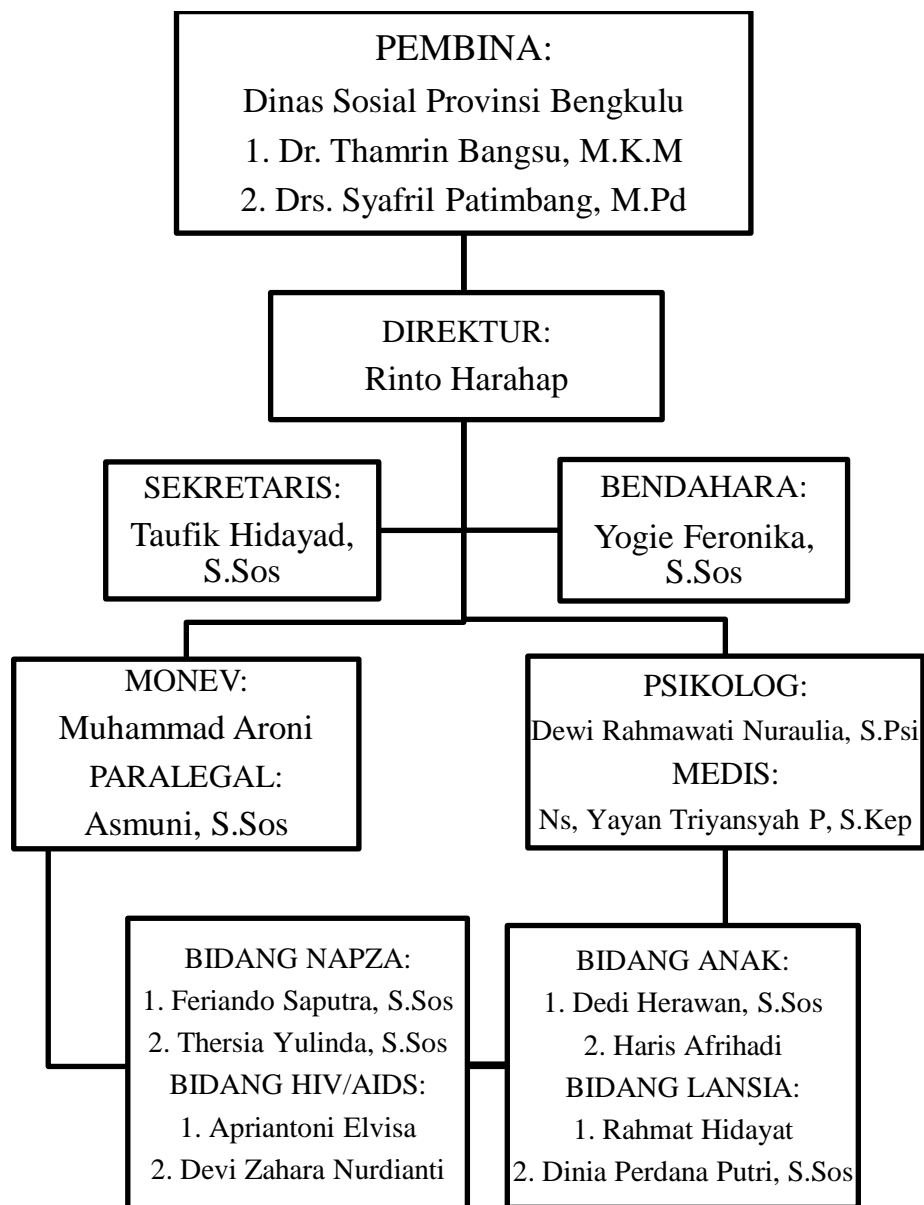 PEMBINA:
Dinas Sosial Provinsi Bengkulu
1. Dr. Thamrin Bangsu, M.K.M
2. Drs. Syafril Patimbang, M.Pd
DIREKTUR:
Rinto Harahap
SEKRETARIS:
Taufik Hidayad,
S.Sos
BENDAHARA:
Yogie Feronika,
S.Sos
MONEV:
Muhammad Aroni
PARALEGAL:
Asmuni, S.Sos
PSIKOLOG:
Dewi Rahmawati Nuraulia, S.Psi
MEDIS:
Ns, Yayan Triyansyah P, S.Kep
BIDANG NAPZA:
1. Feriando Saputra, S.Sos
2. Thersia Yulinda, S.Sos
BIDANG HIV/AIDS:
1. Apriantoni Elvisa
2. Devi Zahara Nurdianti
BIDANG ANAK:
1. Dedi Herawan, S.Sos
2. Haris Afrihadi
BIDANG LANSIA:
1. Rahmat Hidayat
2. Dinia Perdana Putri, S.Sos